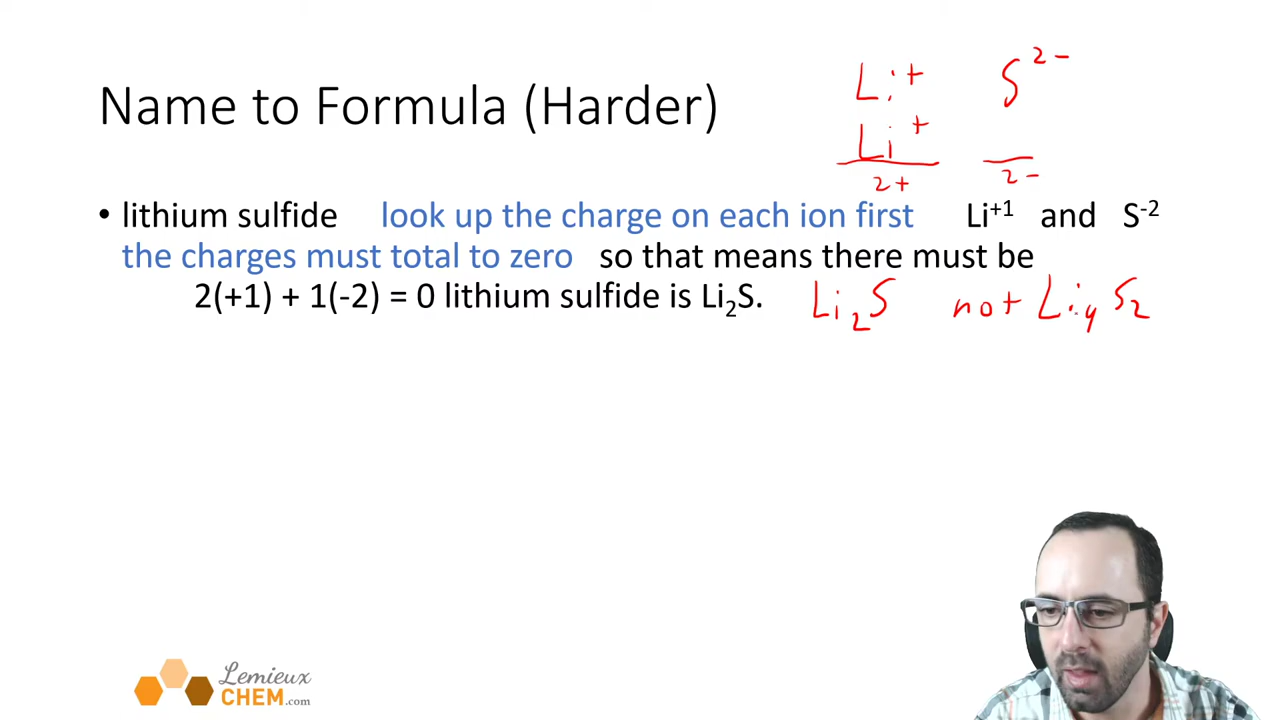 Name to Formula (Harder)
Li⁺ S²⁻
Li⁺
2+ 2−
• lithium sulfide look up the charge on each ion first Li⁺¹ and S⁻²
the charges must total to zero so that means there must be
2(+1) + 1(-2) = 0 lithium sulfide is Li₂S.
Li₂S not Li₄S₂
Lemieux
CHEM.com